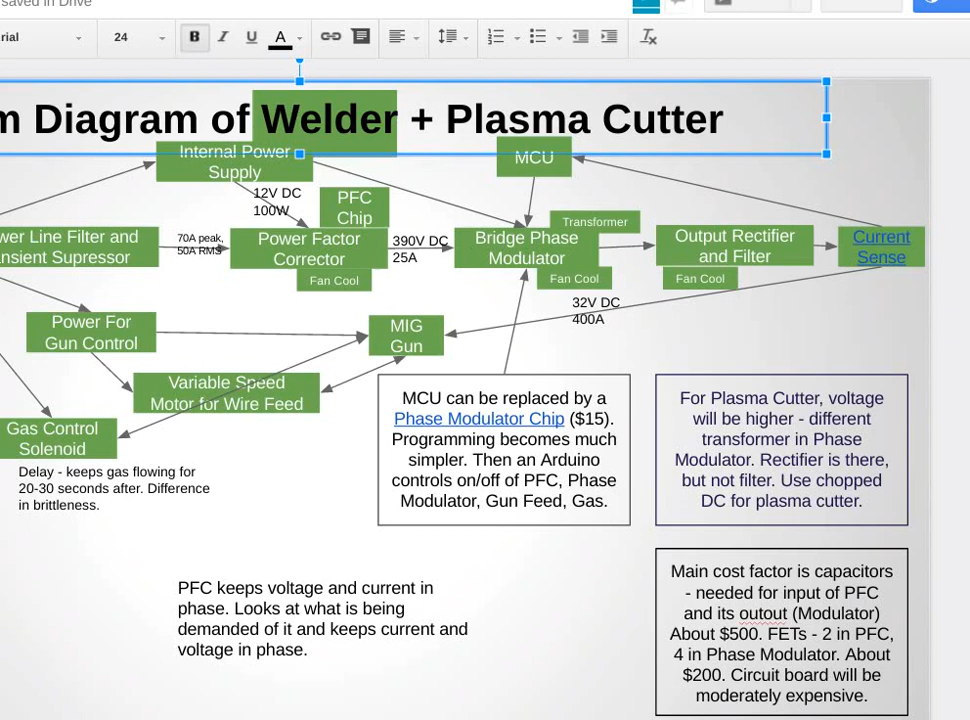 saved in Drive
rial
24
B I U A
m Diagram of Welder + Plasma Cutter
Internal Power
Supply
MCU
12V DC
100W
PFC
Chip
Transformer
wer Line Filter and
ansient Supressor
70A peak,
50A RMS
Power Factor
Corrector
390V DC
25A
Bridge Phase
Modulator
Output Rectifier
and Filter
Current
Sense
Fan Cool
Fan Cool
Fan Cool
32V DC
400A
Power For
Gun Control
MIG
Gun
Variable Speed
Motor for Wire Feed
Gas Control
Solenoid
Delay - keeps gas flowing for
20-30 seconds after. Difference
in brittleness.
MCU can be replaced by a
Phase Modulator Chip ($15).
Programming becomes much
simpler. Then an Arduino
controls on/off of PFC, Phase
Modulator, Gun Feed, Gas.
For Plasma Cutter, voltage
will be higher - different
transformer in Phase
Modulator. Rectifier is there,
but not filter. Use chopped
DC for plasma cutter.
PFC keeps voltage and current in
phase. Looks at what is being
demanded of it and keeps current and
voltage in phase.
Main cost factor is capacitors
- needed for input of PFC
and its outout (Modulator)
About $500. FETs - 2 in PFC,
4 in Phase Modulator. About
$200. Circuit board will be
moderately expensive.